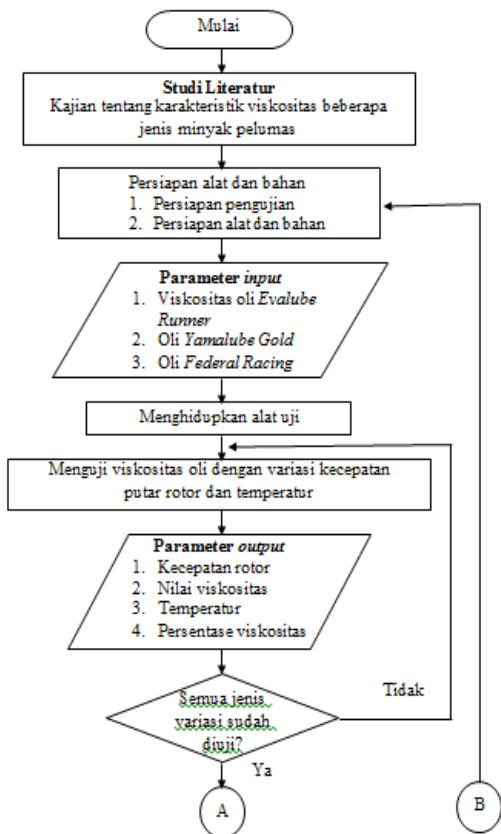 Mulai
Studi Literatur
Kajian tentang karakteristik viskositas beberapa
jenis minyak pelumas
Persiapan alat dan bahan
1. Persiapan pengujian
2. Persiapan alat dan bahan
Parameter input
1. Viskositas oli Evalube
Runner
2. Oli Yamalube Gold
3. Oli Federal Racing
Menghidupkan alat uji
Menguji viskositas oli dengan variasi kecepatan
putar rotor dan temperatur
Parameter output
1. Kecepatan rotor
2. Nilai viskositas
3. Temperatur
4. Persentase viskositas
Semua jenis
variasi sudah
diuji?
Tidak
Ya
A
B